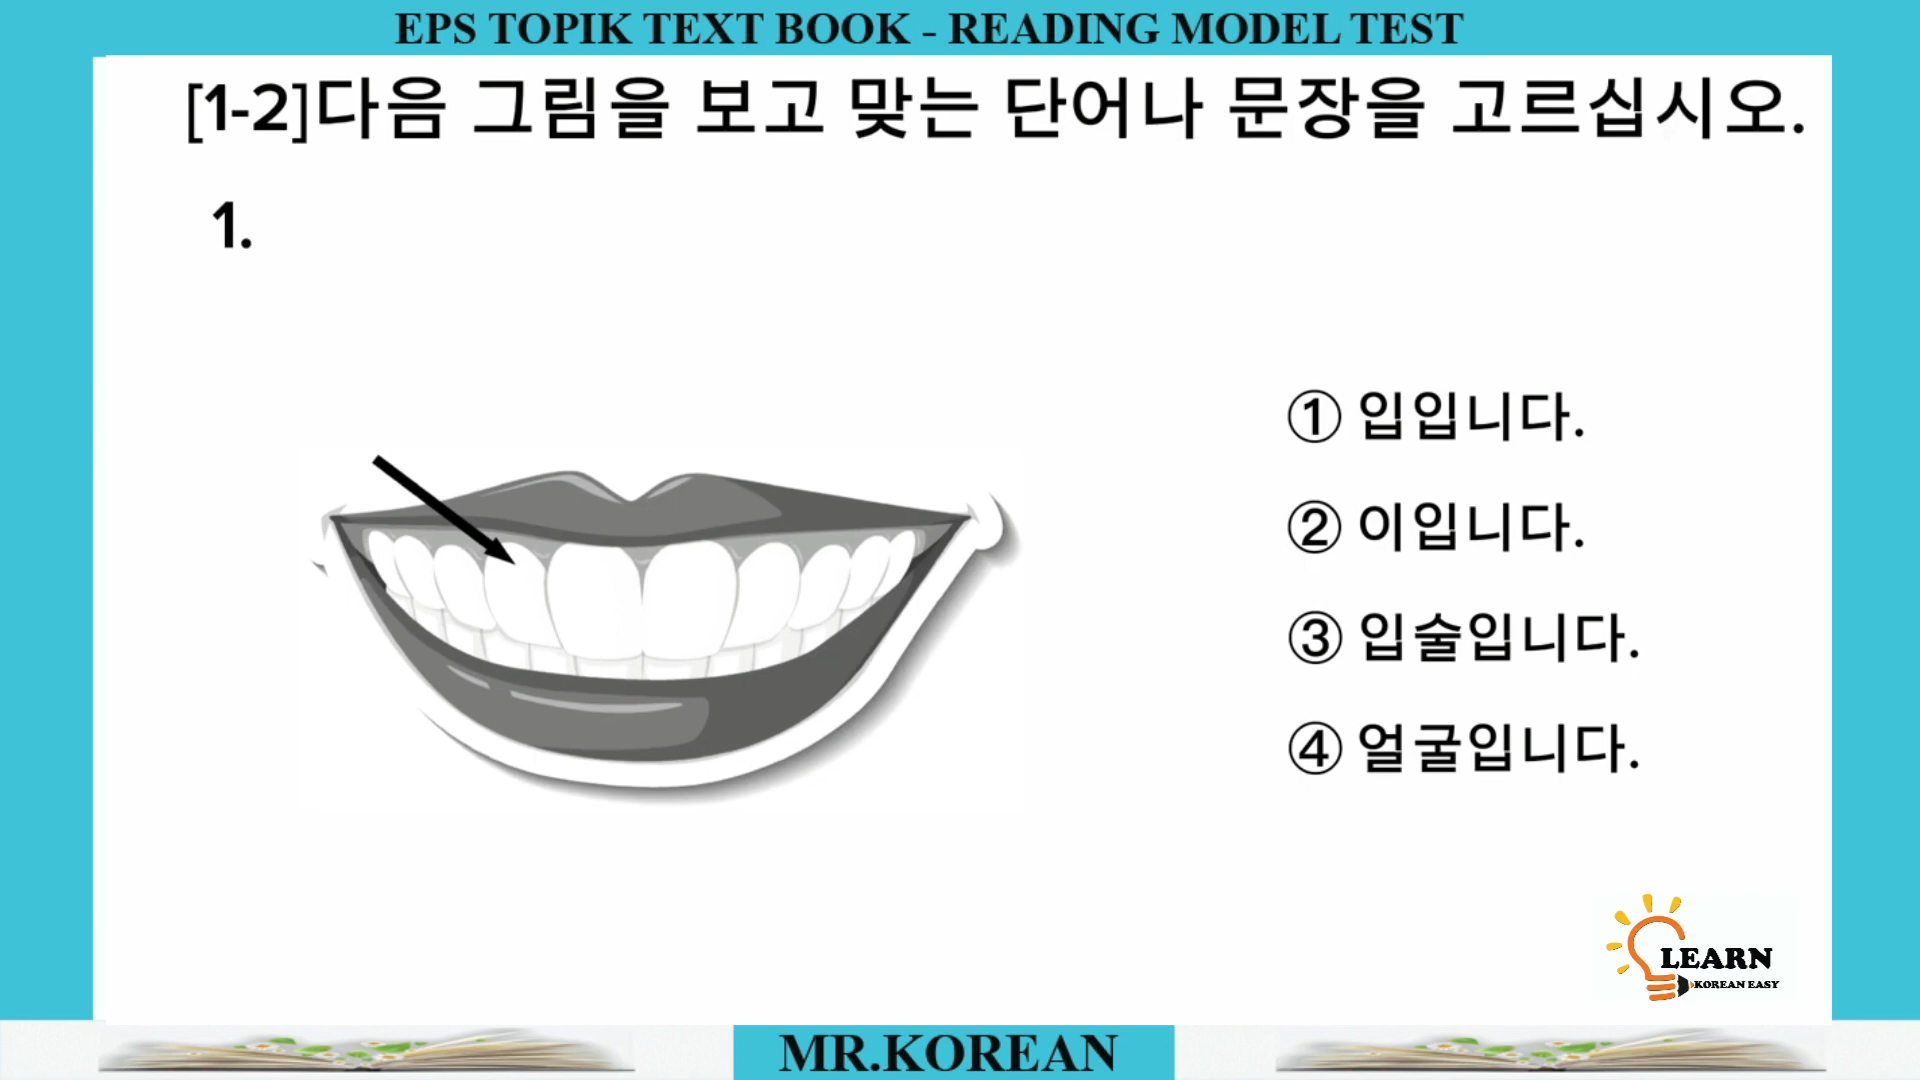 EPS TOPIK TEXT BOOK - READING MODEL TEST
[1-2]다음 그림을 보고 맞는 단어나 문장을 고르십시오.
1.
① 입입니다.
② 이입니다.
③ 입술입니다.
④ 얼굴입니다.
LEARN
KOREAN EASY
MR.KOREAN